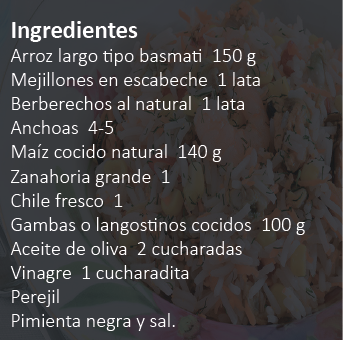 Ingredientes
Arroz largo tipo basmati 150 g
Mejillones en escabeche 1 lata
Berberechos al natural 1 lata
Anchoas 4-5
Maíz cocido natural 140 g
Zanahoria grande 1
Chile fresco 1
Gambas o langostinos cocidos 100 g
Aceite de oliva 2 cucharadas
Vinagre 1 cucharadita
Perejil
Pimienta negra y sal.